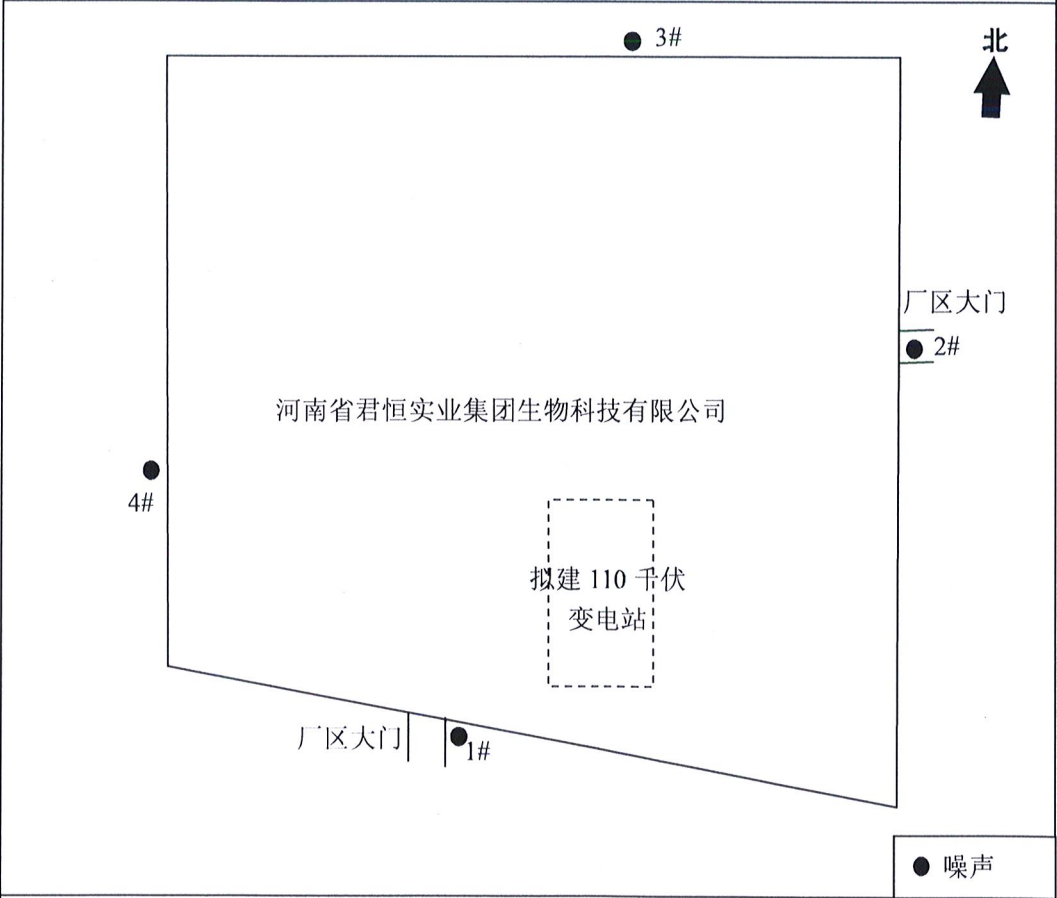 3#
北
厂区大门
2#
河南省君恒实业集团生物科技有限公司
4#
拟建 110 千伏
变电站
厂区大门
1#
噪声